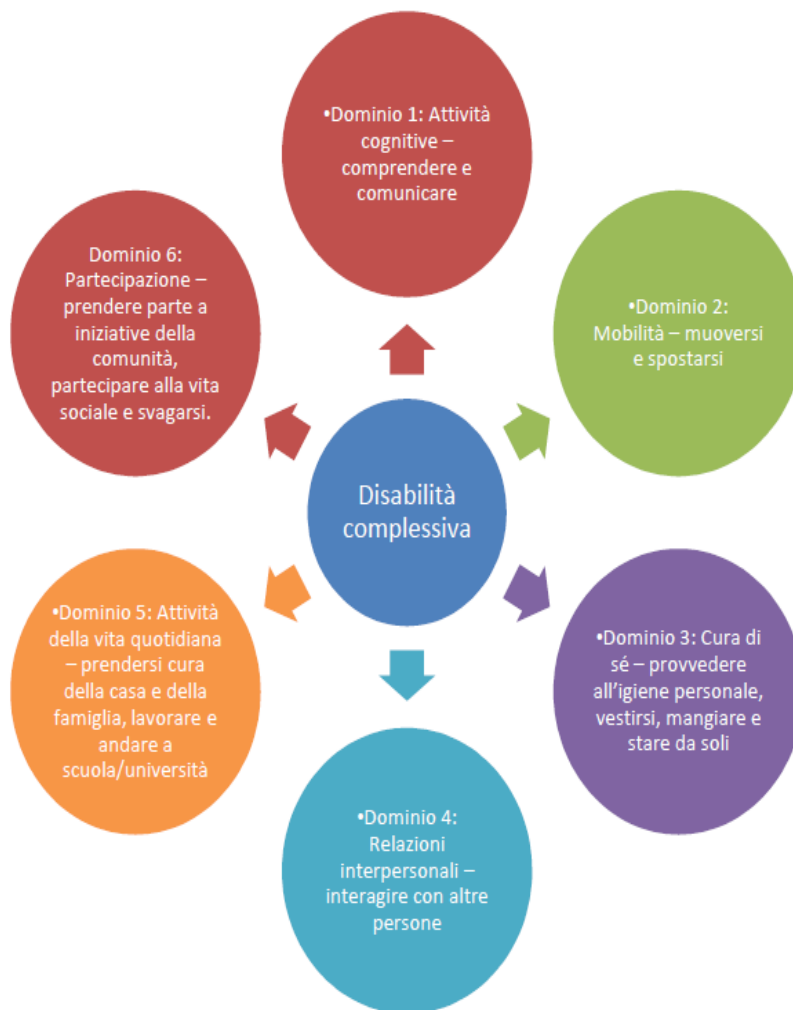 •Dominio 1: Attività
cognitive –
comprendere e
comunicare
•Dominio 2:
Mobilità – muoversi
e spostarsi
•Dominio 3: Cura di
sé – provvedere
all’igiene personale,
vestirsi, mangiare e
stare da soli
•Dominio 4:
Relazioni
interpersonali –
interagire con altre
persone
•Dominio 5: Attività
della vita quotidiana
– prendersi cura
della casa e della
famiglia, lavorare e
andare a
scuola/università
Dominio 6:
Partecipazione –
prendere parte a
iniziative della
comunità,
partecipare alla vita
sociale e svagarsi.
Disabilità
complessiva